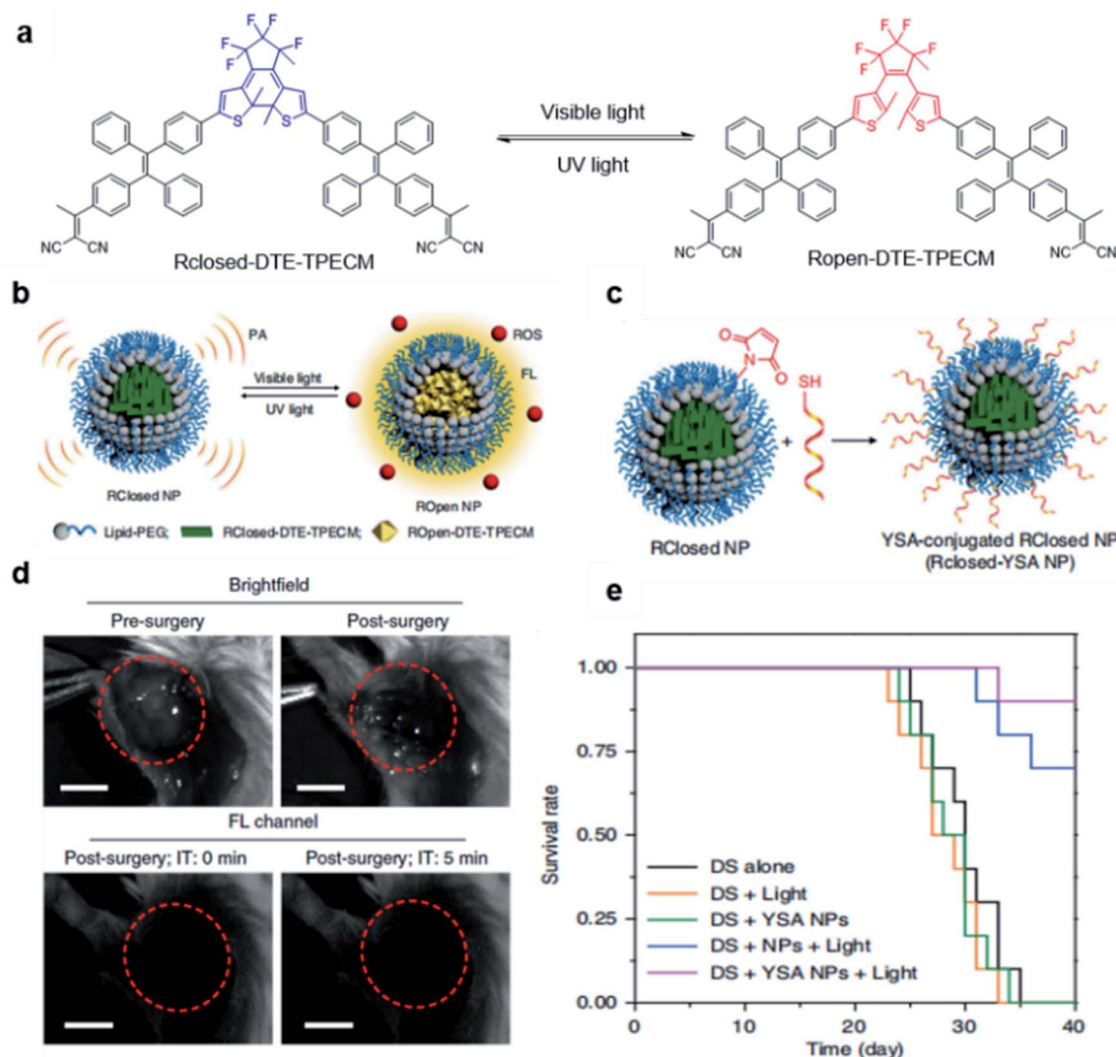 a
F F
F F
F F
S S
Visible light
UV light
NC CN
NC CN
Rclosed-DTE-TPECM
F F
F F
F F
S S
NC CN
NC CN
Ropen-DTE-TPECM
b
PA
Visible light
UV light
ROS
FL
RClosed NP
ROpen NP
Lipid-PEG; RClosed-DTE-TPECM; ROpen-DTE-TPECM
c
O
N
O
SH
+
RClosed NP
YSA-conjugated RClosed NP
(Rclosed-YSA NP)
d
Brightfield
Pre-surgery Post-surgery
FL channel
Post-surgery; IT: 0 min Post-surgery; IT: 5 min
e
Survival rate
1.00
0.75
0.50
0.25
0.00
DS alone
DS + Light
DS + YSA NPs
DS + NPs + Light
DS + YSA NPs + Light
0 10 20 30 40
Time (day)